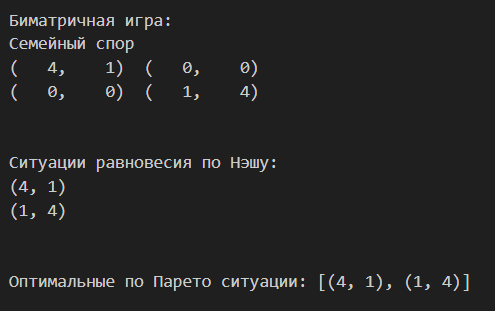 Биматричная игра:
Семейный спор
(   4,    1)  (   0,    0)
(   0,    0)  (   1,    4)
Ситуации равновесия по Нэшу:
(4, 1)
(1, 4)
Оптимальные по Парето ситуации: [(4, 1), (1, 4)]